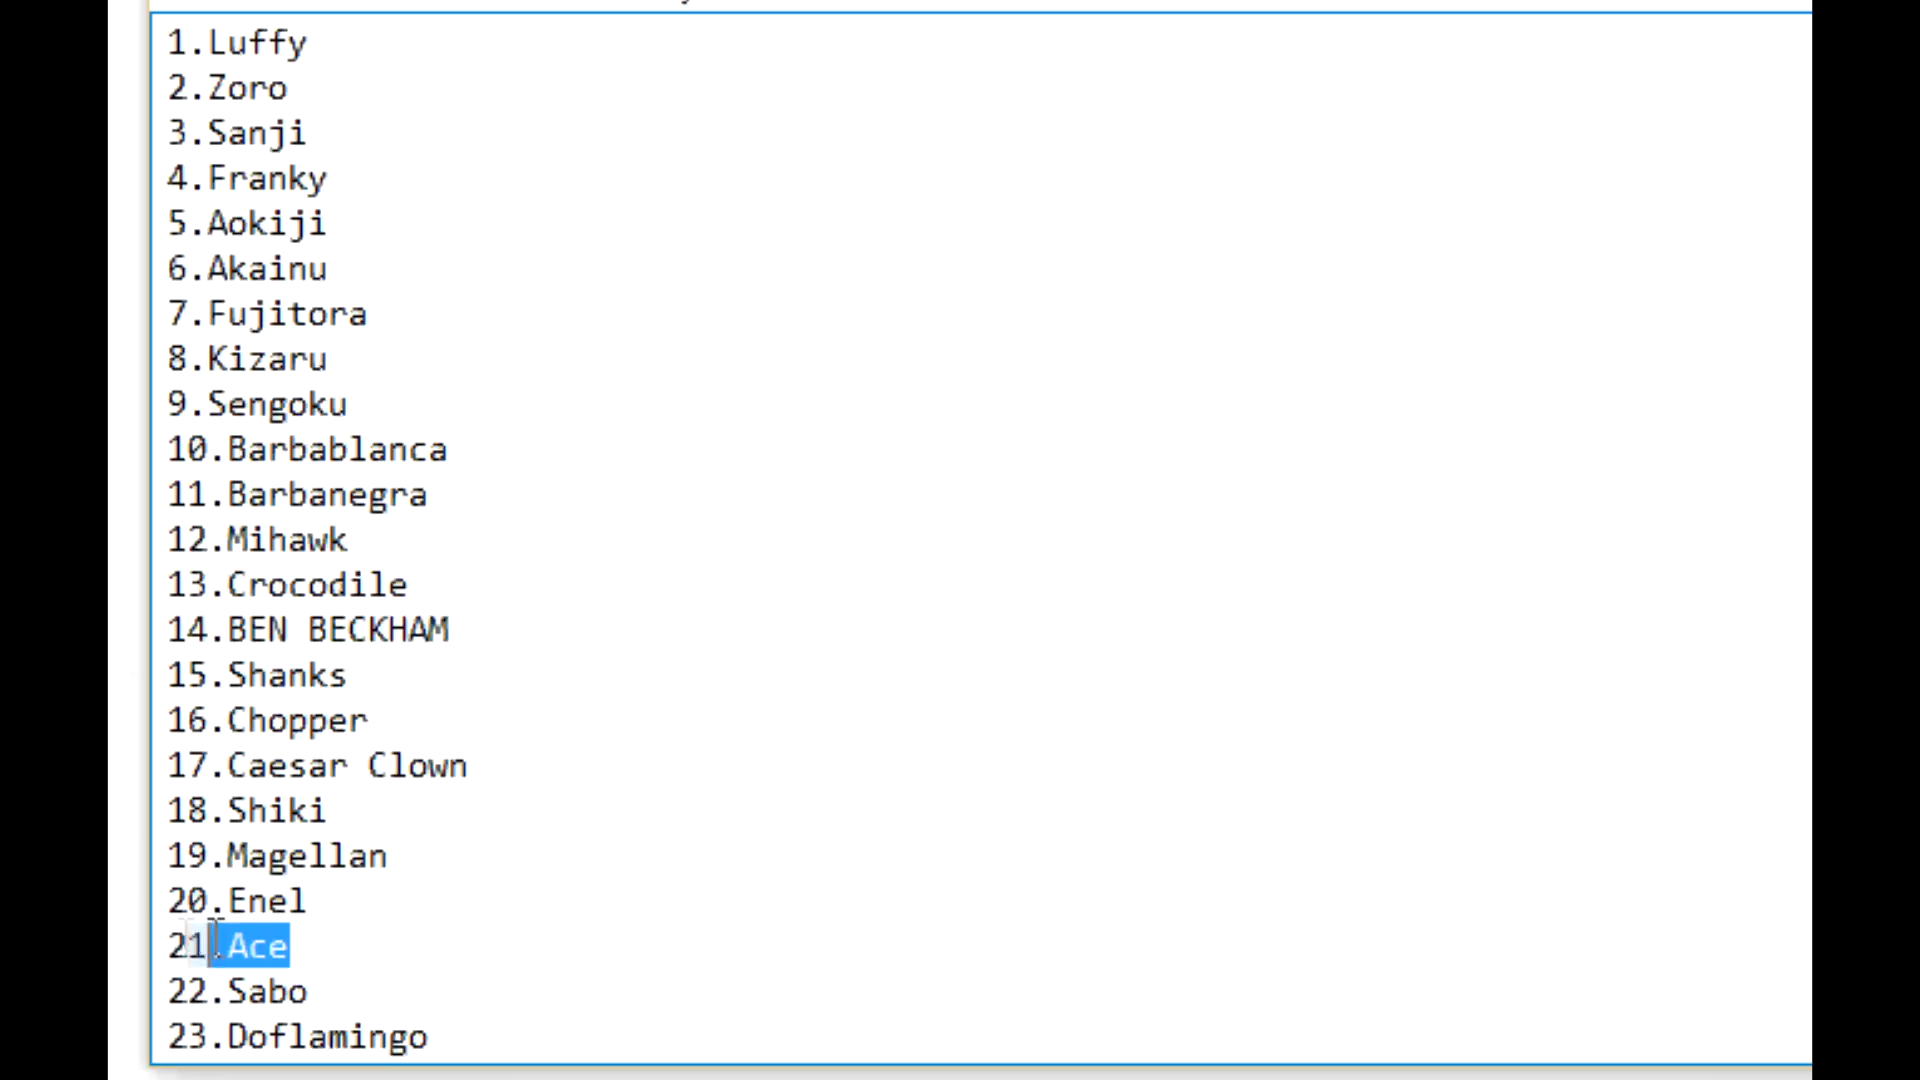 1.Luffy
2.Zoro
3.Sanji
4.Franky
5.Aokiji
6.Akainu
7.Fujitora
8.Kizaru
9.Sengoku
10.Barbablanca
11.Barbanegra
12.Mihawk
13.Crocodile
14.BEN BECKHAM
15.Shanks
16.Chopper
17.Caesar Clown
18.Shiki
19.Magellan
20.Enel
21.Ace
22.Sabo
23.Doflamingo